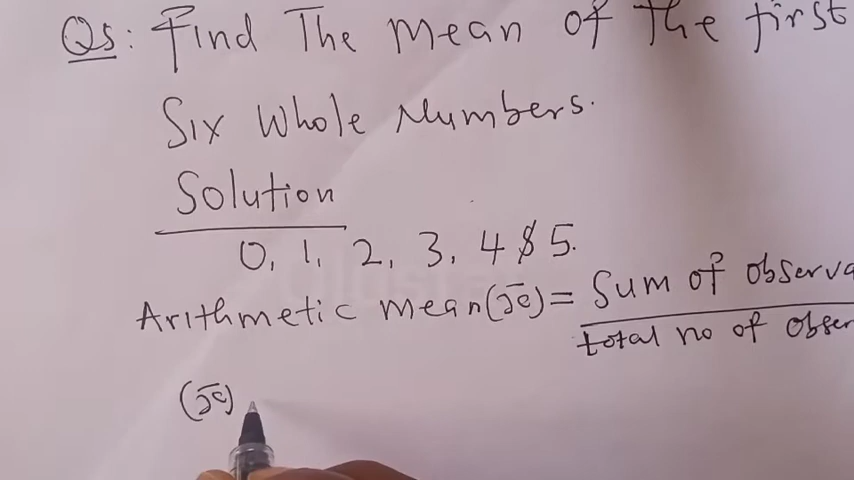 Q5: Find The mean of The first
Six Whole Numbers.
Solution
0, 1, 2, 3, 4 $ 5.
Arithmetic mean(x̄) = Sum of observa
total no of obser
(x̄)